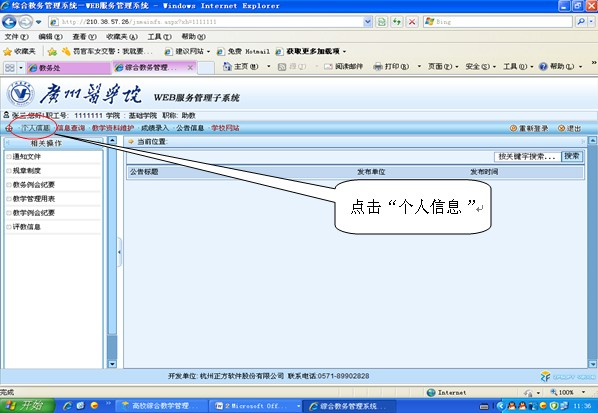 综合教务管理系统--WEB服务管理系统 - Windows Internet Explorer
http://210.38.57.26/jsmainfs.aspx?xh=1111111
Bing
文件(F) 编辑(E) 查看(V) 收藏夹(A) 工具(T) 帮助(H)
收藏夹 罚官车女交警：我就要... 建议网站 免费 Hotmail 获取更多附加项
教务处 综合教务管理... 主页(M) 阅读邮件 打印(R) 页面(P) 安全(S) 工具(O) 帮助(L)
广州医学院 WEB服务管理子系统
张三 您好! 职工号: 1111111 学院: 基础学院 职称: 助教
个人信息 信息查询 教学资料维护 成绩录入 公告信息 学校网站 重新登录 退出
相关操作
通知文件
规章制度
教务例会纪要
教学管理用表
教学例会纪要
评教信息
当前位置:
按关键字搜索... 搜索
公告标题 发布单位 发布时间
点击“个人信息”
开发单位: 杭州正方软件股份有限公司 联系电话:0571-89902828
完成 Internet 100%
开始 高校综合教学管理... 2 Microsoft Off... 综合教务管理系统... 11:36